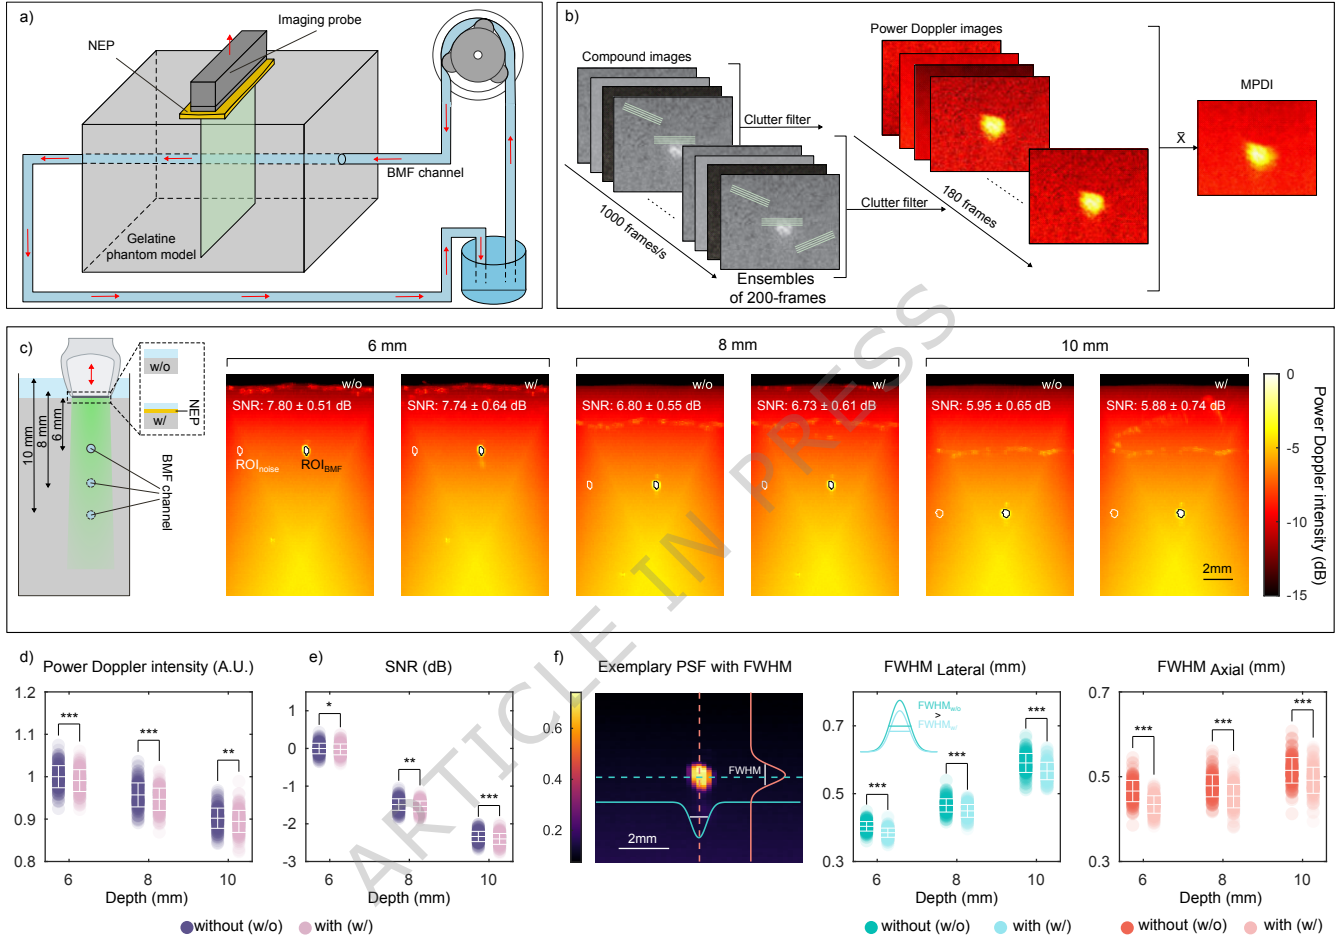 a)
Imaging probe
NEP
BMF channel
Gelatine
phantom model
b)
Power Doppler images
Compound images
MPDI
Clutter filter
X̄
Clutter filter
180 frames
1000 frames/s
Ensembles
of 200-frames
c)
6 mm
8 mm
10 mm
w/o
w/
NEP
10 mm
8 mm
6 mm
BMF
channel
w/o
SNR: 7.80 ± 0.51 dB
ROInoise
ROIBMF
w/
SNR: 7.74 ± 0.64 dB
w/o
SNR: 6.80 ± 0.55 dB
w/
SNR: 6.73 ± 0.61 dB
w/o
SNR: 5.95 ± 0.65 dB
w/
SNR: 5.88 ± 0.74 dB
2mm
0
-5
-10
-15
Power Doppler intensity (dB)
ARTICLE IN PRESS
d)
Power Doppler intensity (A.U.)
1.2
1.1
1.0
0.9
0.8
***
***
**
6
8
10
Depth (mm)
e)
SNR (dB)
1
0
-1
-2
-3
*
**
***
6
8
10
Depth (mm)
without (w/o)
with (w/)
f)
Exemplary PSF with FWHM
0.6
0.4
0.2
FWHM
2mm
FWHM Lateral (mm)
FWHMw/o
>
FWHMw/
0.7
0.5
0.3
***
***
***
6
8
10
Depth (mm)
without (w/o)
with (w/)
FWHM Axial (mm)
0.7
0.6
0.5
0.4
0.3
***
***
***
6
8
10
Depth (mm)
without (w/o)
with (w/)